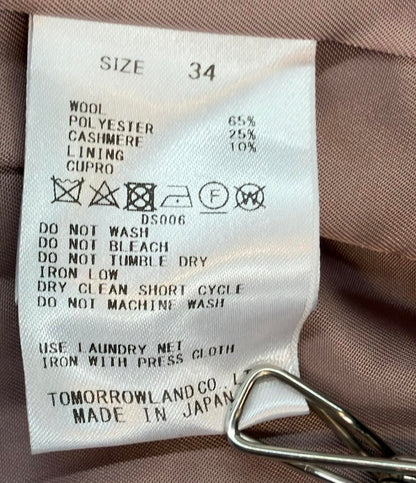 SIZE 34
WOOL 65%
POLYESTER 25%
CASHMERE 10%
LINING
CUPRO
F W
DS006
DO NOT WASH
DO NOT BLEACH
DO NOT TUMBLE DRY
IRON LOW
DRY CLEAN SHORT CYCLE
DO NOT MACHINE WASH
USE LAUNDRY NET
IRON WITH PRESS CLOTH
TOMORROWLAND CO.,
MADE IN JAPAN